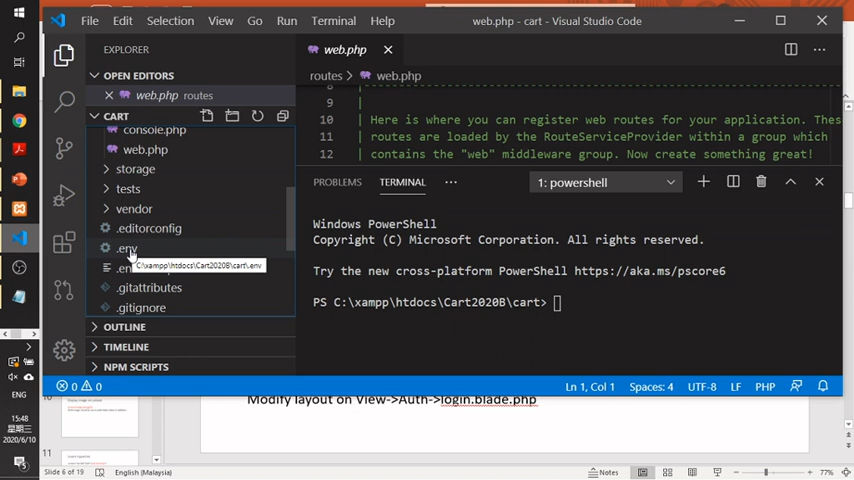 File Edit Selection View Go Run Terminal Help web.php - cart - Visual Studio Code
EXPLORER
OPEN EDITORS
web.php routes
CART
console.php
web.php
storage
tests
vendor
.editorconfig
.env
C:\xampp\htdocs\Cart2020B\cart\.env
.gitattributes
.gitignore
OUTLINE
TIMELINE
NPM SCRIPTS
web.php
routes > web.php
9 |
10 | Here is where you can register web routes for your application. Thes
11 | routes are loaded by the RouteServiceProvider within a group which
12 | contains the "web" middleware group. Now create something great!
PROBLEMS TERMINAL ... 1: powershell
Windows PowerShell
Copyright (C) Microsoft Corporation. All rights reserved.
Try the new cross-platform PowerShell https://aka.ms/pscore6
PS C:\xampp\htdocs\Cart2020B\cart>
0 0 Ln 1, Col 1 Spaces: 4 UTF-8 LF PHP
Modify layout on View->Auth->login.blade.php
10
11
ENG
15:48
2020/6/10
Slide 6 of 19 English (Malaysia) Notes 77%